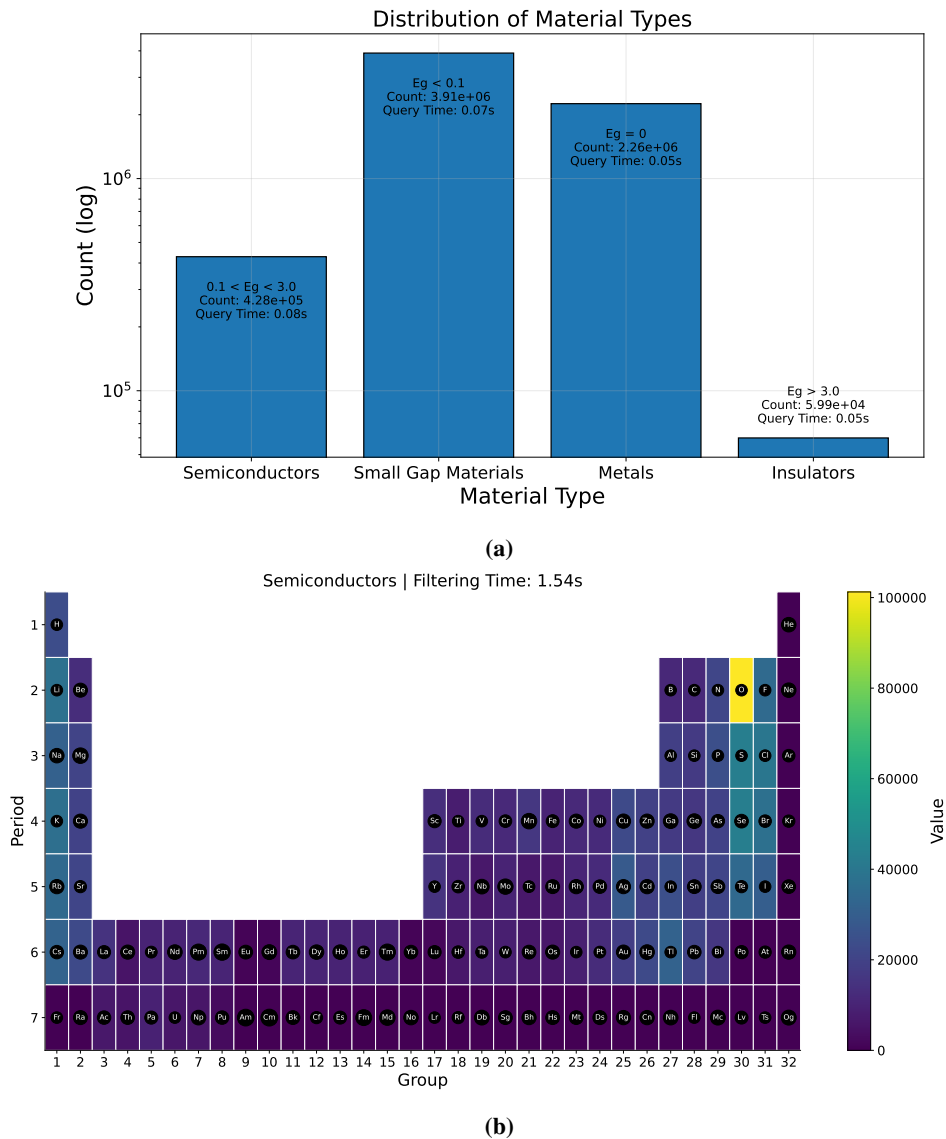 Distribution of Material Types
Count (log)
10⁶
10⁵
Eg < 0.1
Count: 3.91e+06
Query Time: 0.07s
Eg = 0
Count: 2.26e+06
Query Time: 0.05s
0.1 < Eg < 3.0
Count: 4.28e+05
Query Time: 0.08s
Eg > 3.0
Count: 5.99e+04
Query Time: 0.05s
Semiconductors Small Gap Materials Metals Insulators
Material Type
(a)
Semiconductors | Filtering Time: 1.54s
Period
1 H He
2 Li Be B C N O F Ne
3 Na Mg Al Si P S Cl Ar
4 K Ca Sc Ti V Cr Mn Fe Co Ni Cu Zn Ga Ge As Se Br Kr
5 Rb Sr Y Zr Nb Mo Tc Ru Rh Pd Ag Cd In Sn Sb Te I Xe
6 Cs Ba La Ce Pr Nd Pm Sm Eu Gd Tb Dy Ho Er Tm Yb Lu Hf Ta W Re Os Ir Pt Au Hg Tl Pb Bi Po At Rn
7 Fr Ra Ac Th Pa U Np Pu Am Cm Bk Cf Es Fm Md No Lr Rf Db Sg Bh Hs Mt Ds Rg Cn Nh Fl Mc Lv Ts Og
1 2 3 4 5 6 7 8 9 10 11 12 13 14 15 16 17 18 19 20 21 22 23 24 25 26 27 28 29 30 31 32
Group
100000
80000
60000
40000
20000
0
Value
(b)